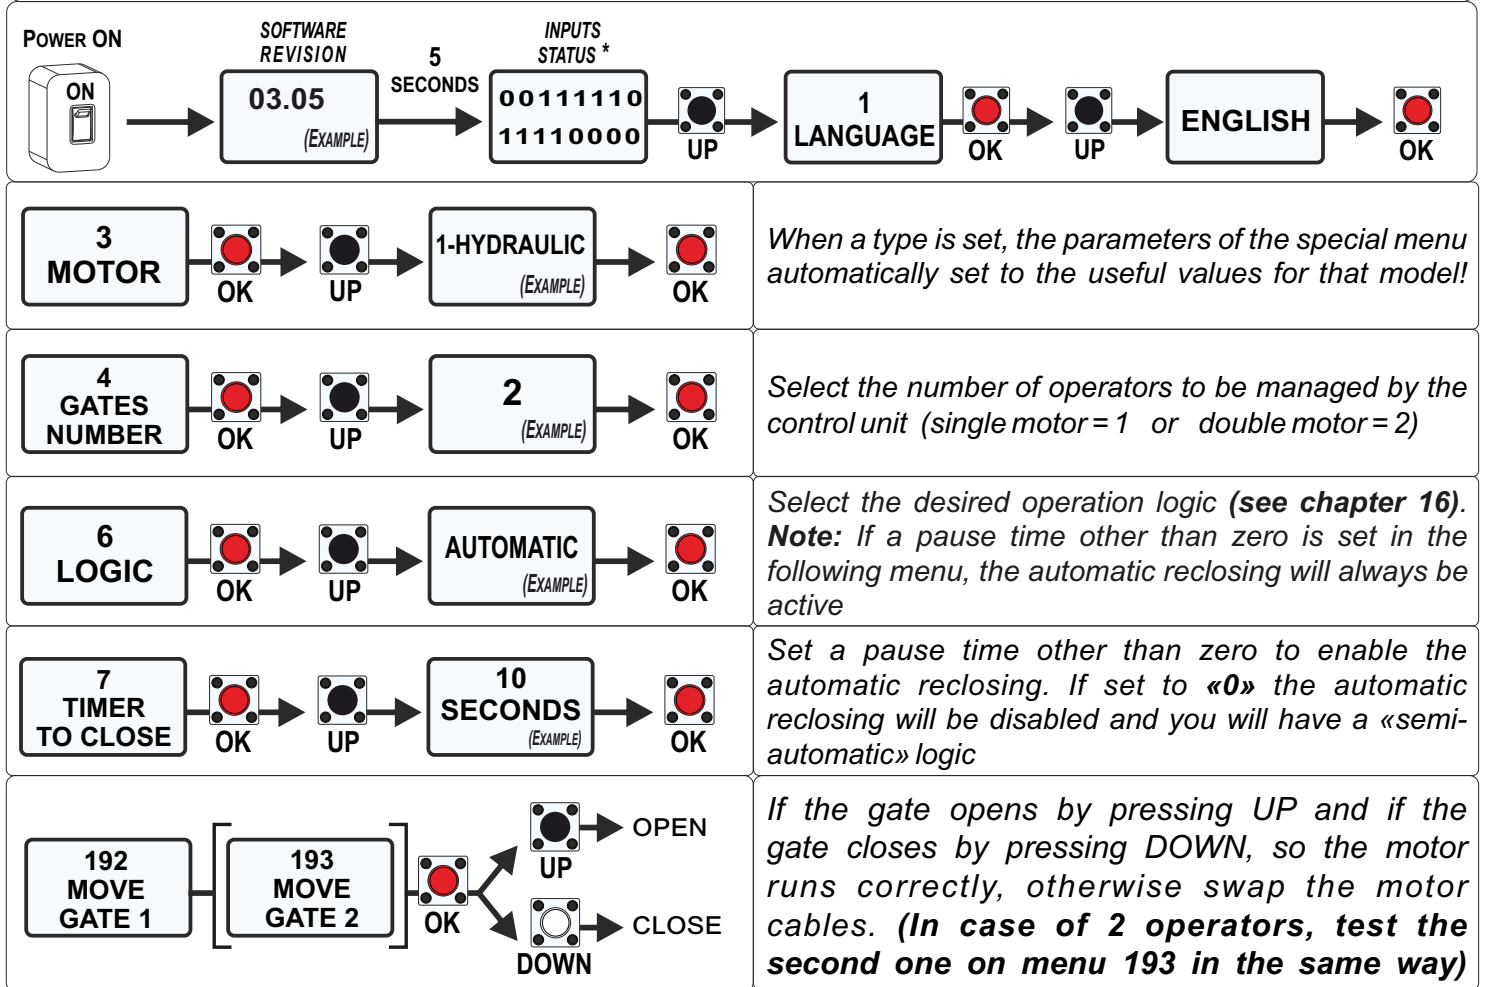 POWER ON
ON
SOFTWARE
REVISION
03.05
(EXAMPLE)
5
SECONDS
INPUTS
STATUS *
00111110
11110000
UP
1
LANGUAGE
OK
UP
ENGLISH
OK
3
MOTOR
OK
UP
1-HYDRAULIC
(EXAMPLE)
OK
When a type is set, the parameters of the special menu
automatically set to the useful values for that model!
4
GATES
NUMBER
OK
UP
2
(EXAMPLE)
OK
Select the number of operators to be managed by the
control unit (single motor = 1 or double motor = 2)
6
LOGIC
OK
UP
AUTOMATIC
(EXAMPLE)
OK
Select the desired operation logic (see chapter 16).
Note: If a pause time other than zero is set in the
following menu, the automatic reclosing will always be
active
7
TIMER
TO CLOSE
OK
UP
10
SECONDS
(EXAMPLE)
OK
Set a pause time other than zero to enable the
automatic reclosing. If set to «0» the automatic
reclosing will be disabled and you will have a «semi-
automatic» logic
192
MOVE
GATE 1
193
MOVE
GATE 2
OK
UP
OPEN
DOWN
CLOSE
If the gate opens by pressing UP and if the
gate closes by pressing DOWN, so the motor
runs correctly, otherwise swap the motor
cables. (In case of 2 operators, test the
second one on menu 193 in the same way)